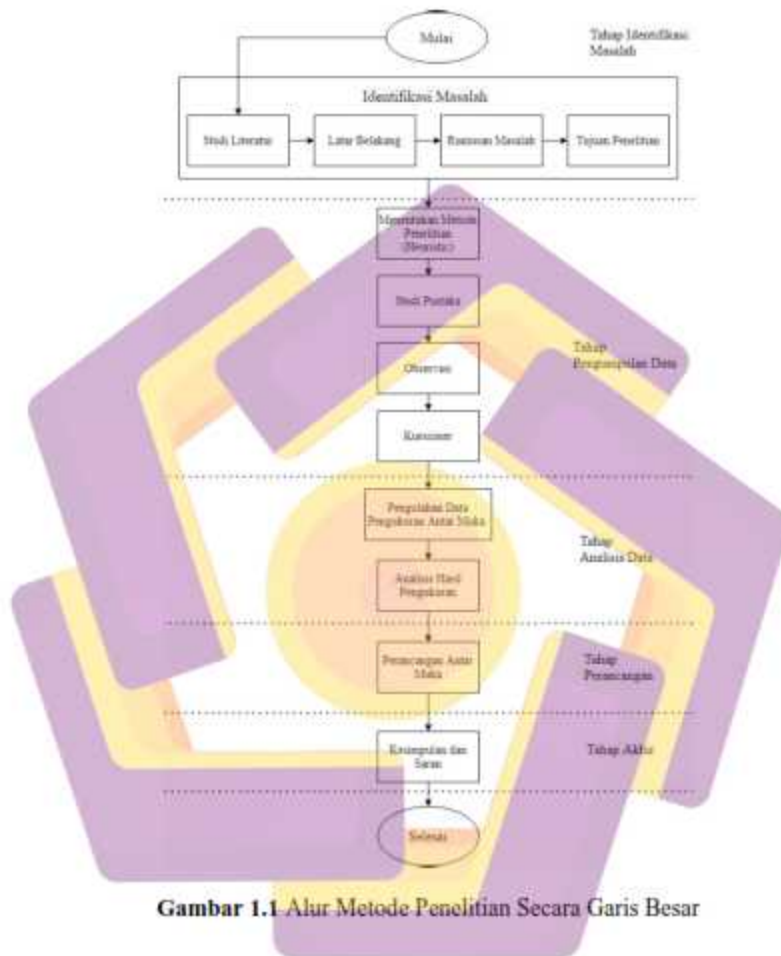 Mulai
Tahap Identifikasi
Masalah
Identifikasi Masalah
Studi Literatur
Latar Belakang
Rumusan Masalah
Tujuan Penelitian
Menentukan Metode
Penelitian
(Heuristic)
Studi Pustaka
Observasi
Kuesioner
Tahap
Pengumpulan Data
Pengolahan Data
Pengukuran Antar Muka
Analisis Hasil
Pengukuran
Tahap
Analisis Data
Perancangan Antar
Muka
Tahap
Perancangan
Kesimpulan dan
Saran
Tahap Akhir
Selesai
Gambar 1.1 Alur Metode Penelitian Secara Garis Besar